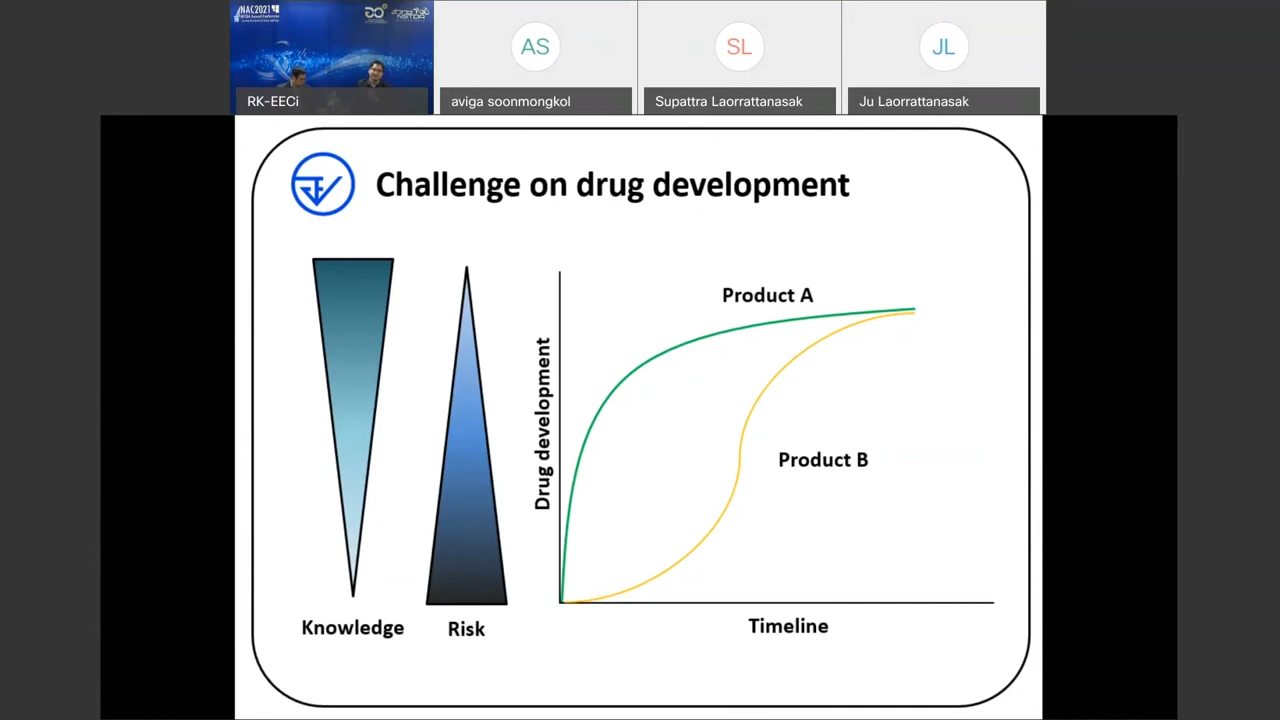 NAC2021
RK-EECi
AS
aviga soonmongkol
SL
Supattra Laorrattanasak
JL
Ju Laorrattanasak
Challenge on drug development
Knowledge
Risk
Drug development
Product A
Product B
Timeline